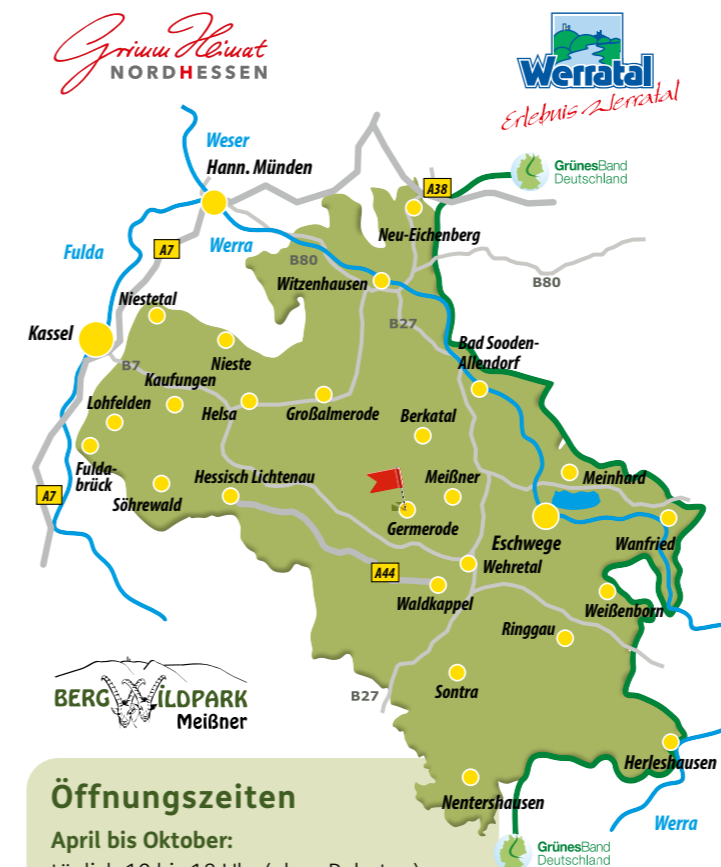 Grimm Heimat
NORDHESSEN
Werratal
Erlebnis Werratal
Weser
Hann. Münden
GrünesBand
Deutschland
A38
Neu-Eichenberg
A7
Werra
Fulda
B80
Witzenhausen
B80
Niestetal
B27
Kassel
Bad Sooden-
Allendorf
Nieste
B7
Kaufungen
Lohfelden
Helsa
Großalmerode
Berkatal
Fulda-
brück
Hessisch Lichtenau
Meißner
Meinhard
A7
Söhrewald
Germerode
Eschwege
Wanfried
Wehretal
A44
Waldkappel
Weißenborn
Ringgau
BERGWILDPARK
Meißner
B27
Sontra
Herleshausen
Öffnungszeiten
Nentershausen
Werra
April bis Oktober:
GrünesBand
Deutschland